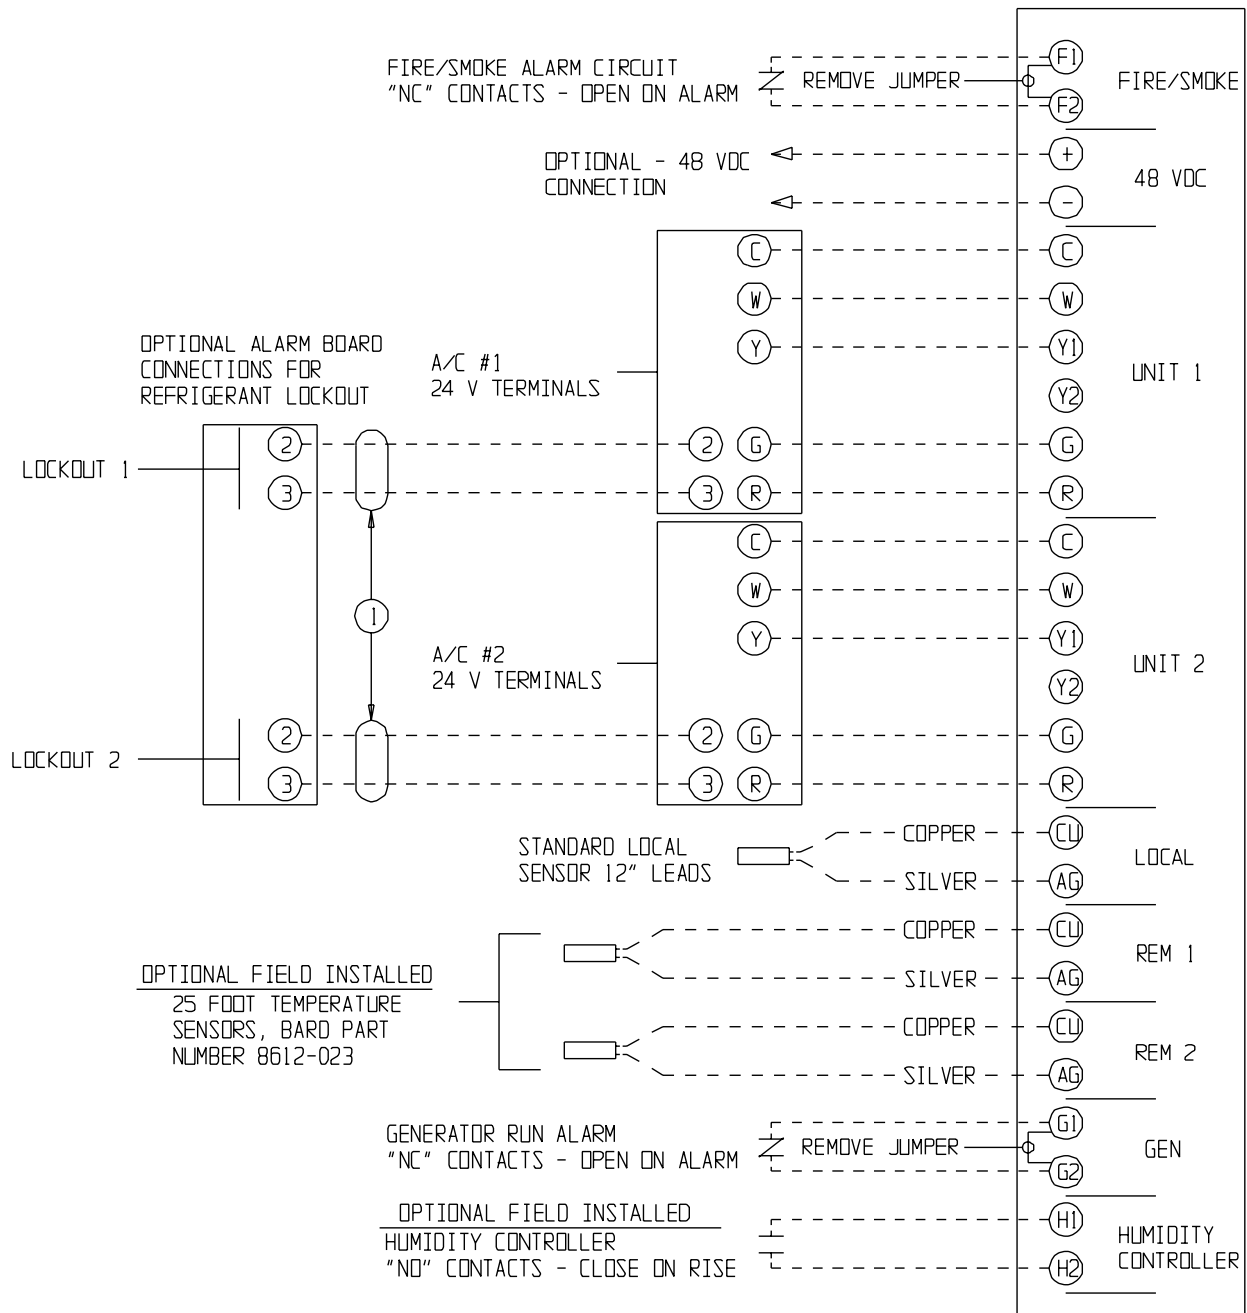 F1
FIRE/SMOKE ALARM CIRCUIT
"NC" CONTACTS - OPEN ON ALARM
REMOVE JUMPER
FIRE/SMOKE
F2
OPTIONAL - 48 VDC
CONNECTION
+
-
48 VDC
C
C
W
W
Y
Y1
Y2
OPTIONAL ALARM BOARD
CONNECTIONS FOR
REFRIGERANT LOCKOUT
A/C #1
24 V TERMINALS
UNIT 1
LOCKOUT 1
2
2
G
G
3
3
R
R
C
C
W
W
Y
Y1
Y2
1
A/C #2
24 V TERMINALS
UNIT 2
LOCKOUT 2
2
2
G
G
3
3
R
R
STANDARD LOCAL
SENSOR 12" LEADS
COPPER
CU
SILVER
AG
LOCAL
OPTIONAL FIELD INSTALLED
25 FOOT TEMPERATURE
SENSORS, BARD PART
NUMBER 8612-023
COPPER
CU
SILVER
AG
REM 1
COPPER
CU
SILVER
AG
REM 2
GENERATOR RUN ALARM
"NC" CONTACTS - OPEN ON ALARM
REMOVE JUMPER
G1
G2
GEN
OPTIONAL FIELD INSTALLED
HUMIDITY CONTROLLER
"NO" CONTACTS - CLOSE ON RISE
H1
H2
HUMIDITY
CONTROLLER